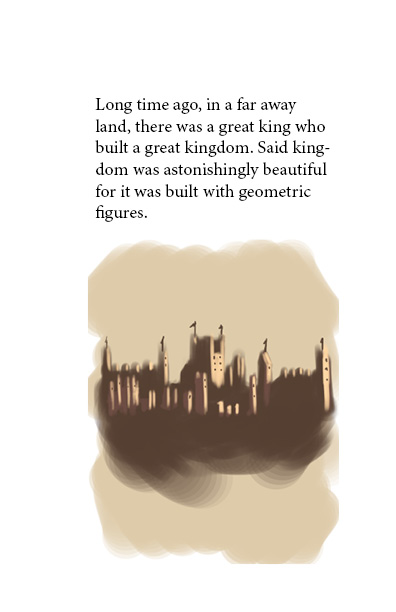 Long time ago, in a far away
land, there was a great king who
built a great kingdom. Said king-
dom was astonishingly beautiful
for it was built with geometric
figures.